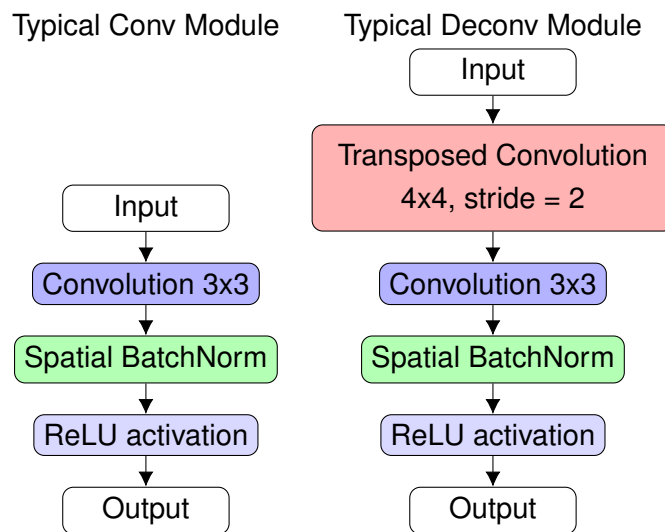 Typical Conv Module
Input
Convolution 3x3
Spatial BatchNorm
ReLU activation
Output
Typical Deconv Module
Input
Transposed Convolution
4x4, stride = 2
Convolution 3x3
Spatial BatchNorm
ReLU activation
Output